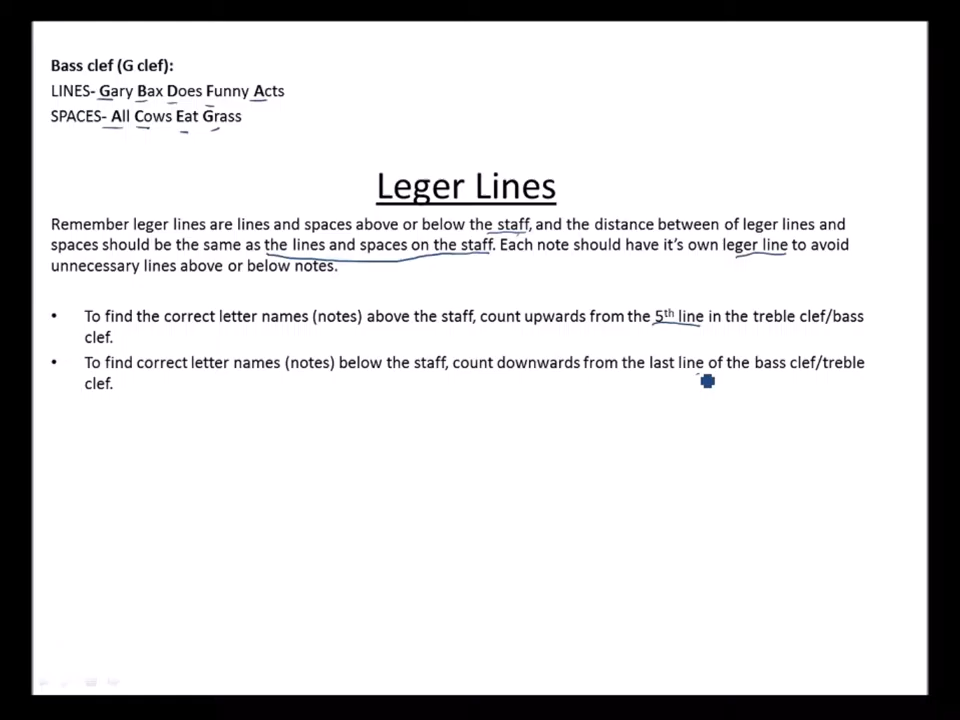 Bass clef (G clef):
LINES- Gary Bax Does Funny Acts
SPACES- All Cows Eat Grass
Leger Lines
Remember leger lines are lines and spaces above or below the staff, and the distance between of leger lines and
spaces should be the same as the lines and spaces on the staff. Each note should have it's own leger line to avoid
unnecessary lines above or below notes.
• To find the correct letter names (notes) above the staff, count upwards from the 5th line in the treble clef/bass
clef.
• To find correct letter names (notes) below the staff, count downwards from the last line of the bass clef/treble
clef.